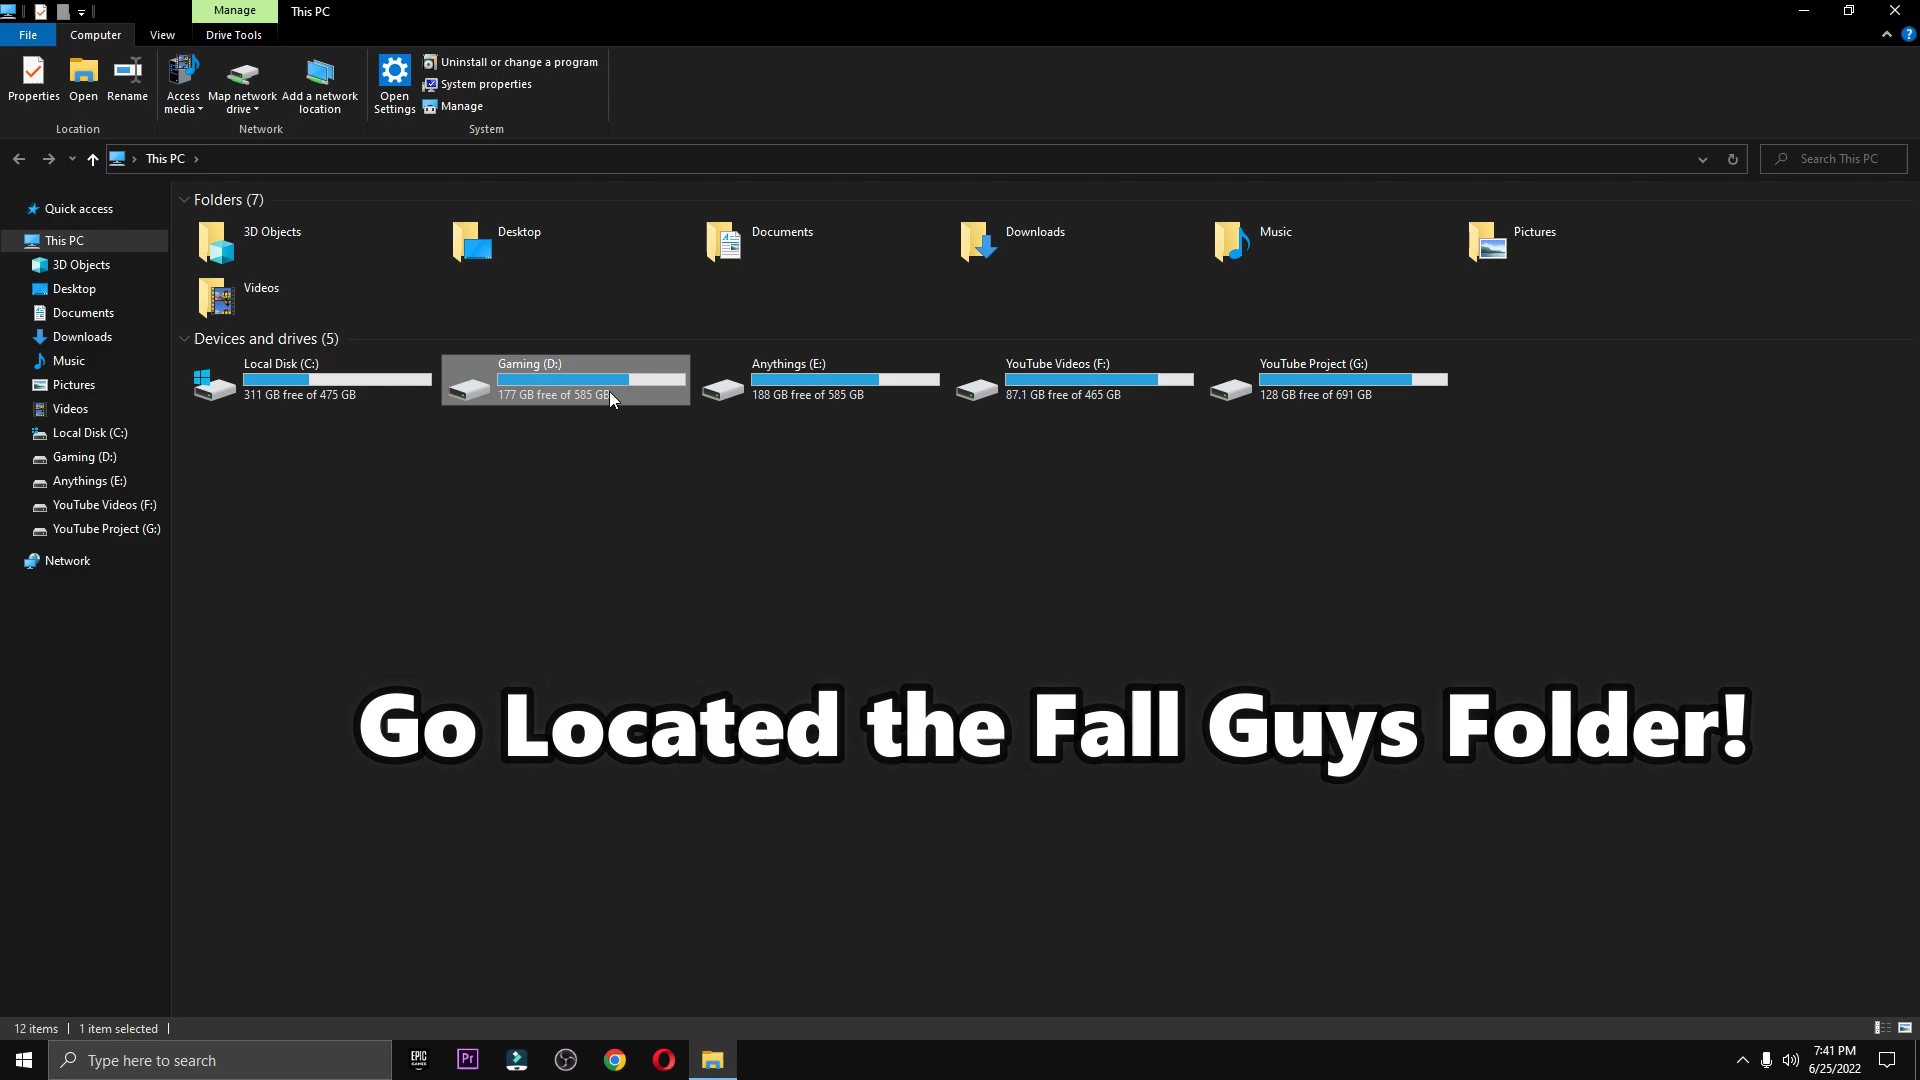 Manage
This PC
File
Computer
View
Drive Tools
Properties
Open
Rename
Access media
Map network drive
Add a network location
Open Settings
Uninstall or change a program
System properties
Manage
Location
Network
System
This PC
Search This PC
Quick access
This PC
3D Objects
Desktop
Documents
Downloads
Music
Pictures
Videos
Local Disk (C:)
Gaming (D:)
Anythings (E:)
YouTube Videos (F:)
YouTube Project (G:)
Network
Folders (7)
3D Objects
Desktop
Documents
Downloads
Music
Pictures
Videos
Devices and drives (5)
Local Disk (C:)
311 GB free of 475 GB
Gaming (D:)
177 GB free of 585 GB
Anythings (E:)
188 GB free of 585 GB
YouTube Videos (F:)
87.1 GB free of 465 GB
YouTube Project (G:)
128 GB free of 691 GB
Go Located the Fall Guys Folder!
12 items
1 item selected
Type here to search
EPIC GAMES
Pr
7:41 PM
6/25/2022